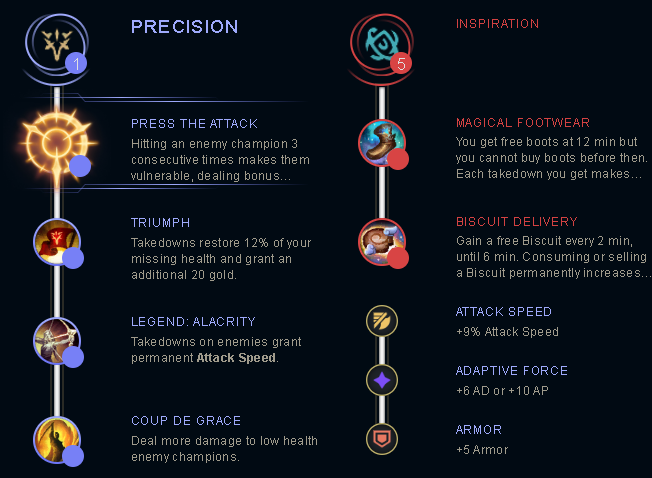 PRECISION
1
PRESS THE ATTACK
Hitting an enemy champion 3
consecutive times makes them
vulnerable, dealing bonus...
TRIUMPH
Takedowns restore 12% of your
missing health and grant an
additional 20 gold.
LEGEND: ALACRITY
Takedowns on enemies grant
permanent Attack Speed.
COUP DE GRACE
Deal more damage to low health
enemy champions.
INSPIRATION
5
MAGICAL FOOTWEAR
You get free boots at 12 min but
you cannot buy boots before then.
Each takedown you get makes...
BISCUIT DELIVERY
Gain a free Biscuit every 2 min,
until 6 min. Consuming or selling
a Biscuit permanently increases...
ATTACK SPEED
+9% Attack Speed
ADAPTIVE FORCE
+6 AD or +10 AP
ARMOR
+5 Armor